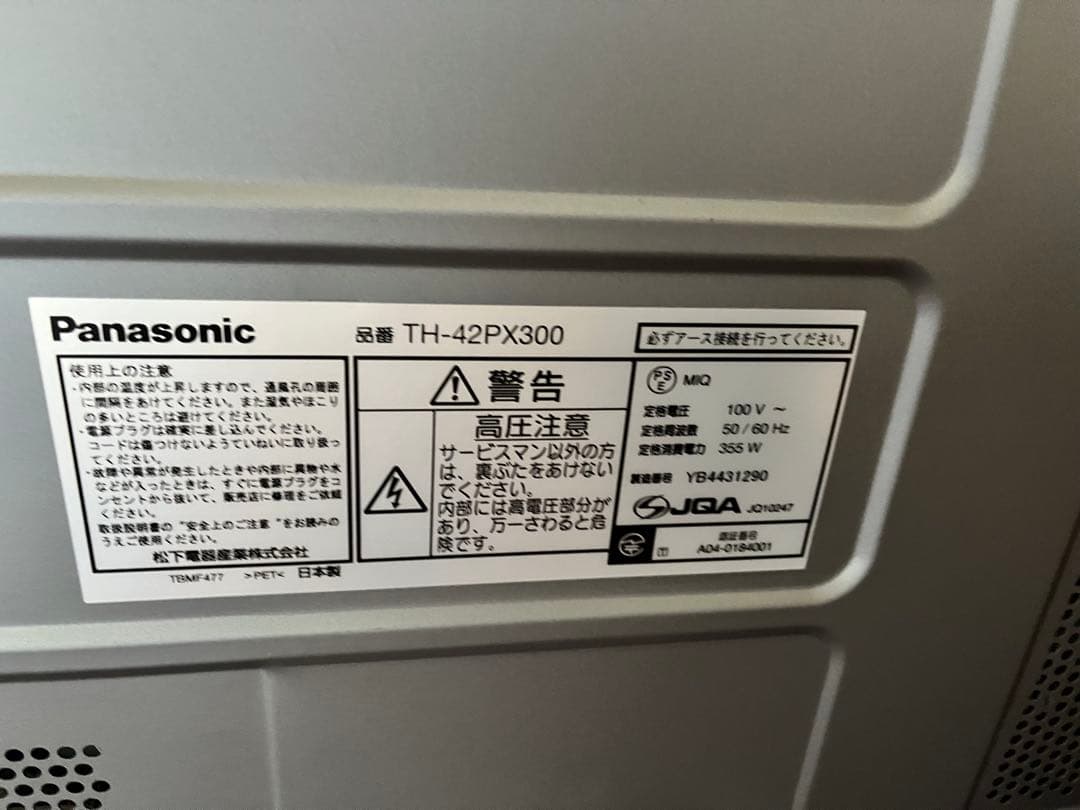 Panasonic
品番 TH-42PX300
必ずアース接続を行ってください。
使用上の注意
・内部の温度が上昇しますので、通風孔の周囲
に間隔をあけてください。また湿気やほこり
の多いところは避けてください。
・電源プラグは確実に差し込んでください。
コードは傷つけないようていねいに取り扱っ
てください。
・故障や異常が発生したときや内部に異物や水
などが入ったときは、すぐに電源プラグをコ
ンセントから抜いて、販売店に修理をご依頼
ください。
取扱説明書の"安全上のご注意"をお読みの
うえご使用ください。
松下電器産業株式会社
TBMF477 >PET< 日本製
警告
高圧注意
サービスマン以外の方
は、裏ぶたをあけない
でください。
内部には高電圧部分が
あり、万一さわると危
険です。
PS
E MIQ
定格電圧 100 V ~
定格周波数 50 / 60 Hz
定格消費電力 355 W
製造番号 YB4431290
JQA JQ10247
認証番号
T A04-0184001